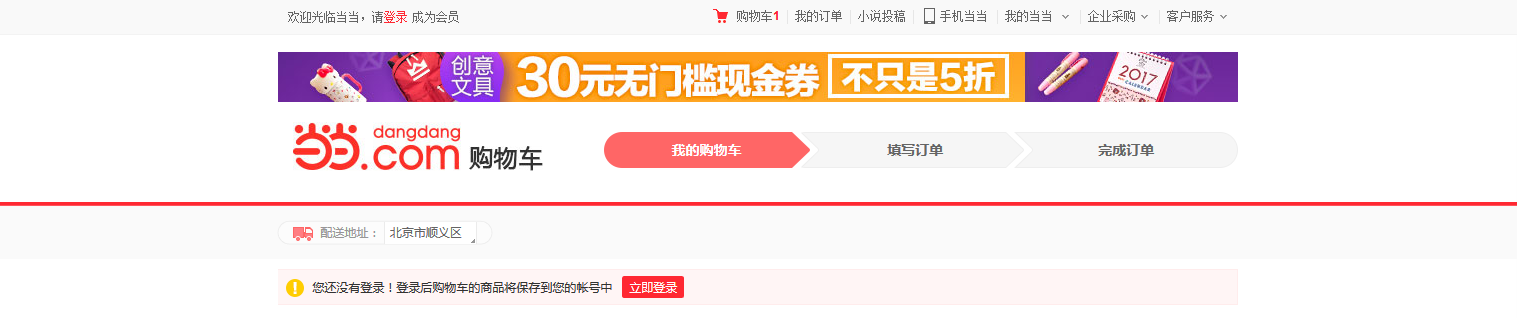 欢迎光临当当，请登录 成为会员
购物车1 我的订单 小说投稿 手机当当 我的当当 企业采购 客户服务
创意
文具
30元无门槛现金券 不只是5折
2017
当当.
dangdang
.com 购物车
我的购物车 填写订单 完成订单
配送地址： 北京市顺义区
您还没有登录！登录后购物车的商品将保存到您的帐号中 立即登录